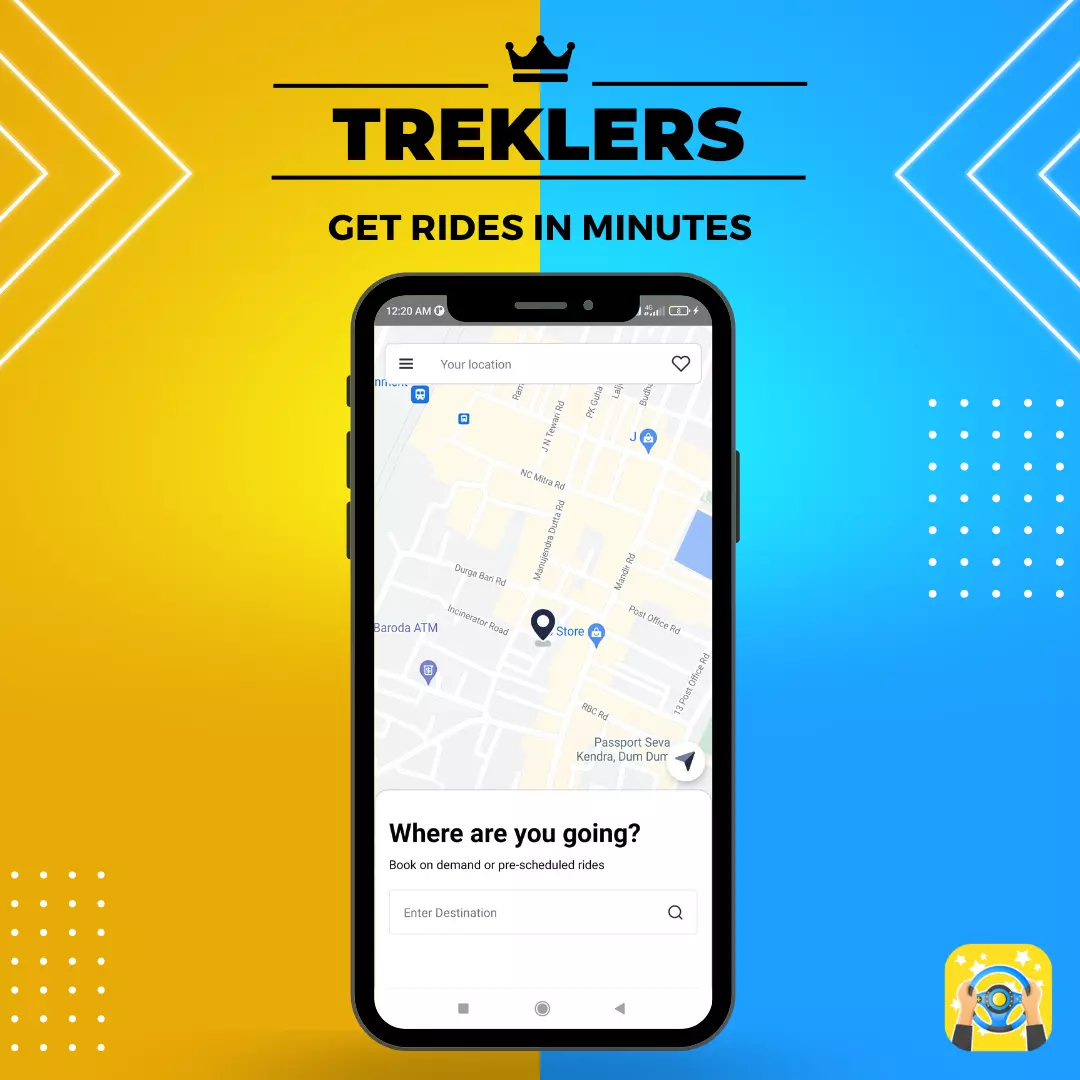 TREKLERS
GET RIDES IN MINUTES
12:20 AM
4G
8
Your location
J N Tewari Rd
PK Guha
J
NC Mitra Rd
Manujendra Dutta Rd
Mandir Rd
Durga Bari Rd
Incinerator Road
Post Office Rd
Baroda ATM
Store
13 Post Office Rd
RBC Rd
Passport Seva
Kendra, Dum Dum
Where are you going?
Book on demand or pre-scheduled rides
Enter Destination